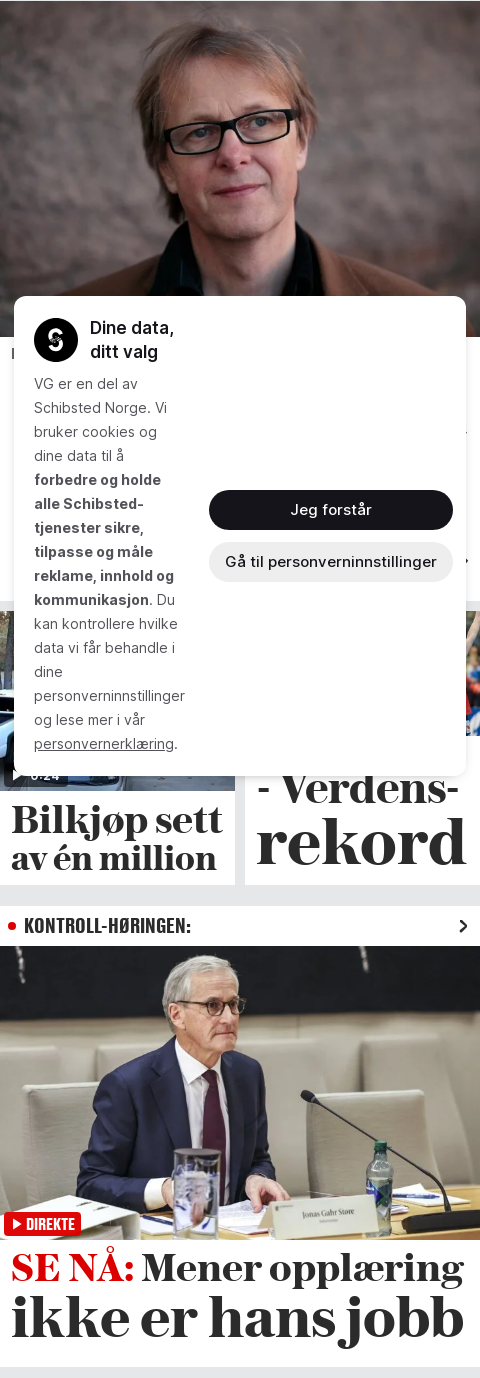 Dine data,
ditt valg
VG er en del av
Schibsted Norge. Vi
bruker cookies og
dine data til å
forbedre og holde
alle Schibsted-
tjenester sikre,
tilpasse og måle
reklame, innhold og
kommunikasjon. Du
kan kontrollere hvilke
data vi får behandle i
dine
personverninnstillinger
og lese mer i vår
personvernerklæring.
Jeg forstår
Gå til personverninnstillinger
0:24
Bilkjøp sett
av én million
- Verdens-
rekord
KONTROLL-HØRINGEN:
Jonas Gahr Støre
DIREKTE
SE NÅ: Mener opplæring
ikke er hans jobb